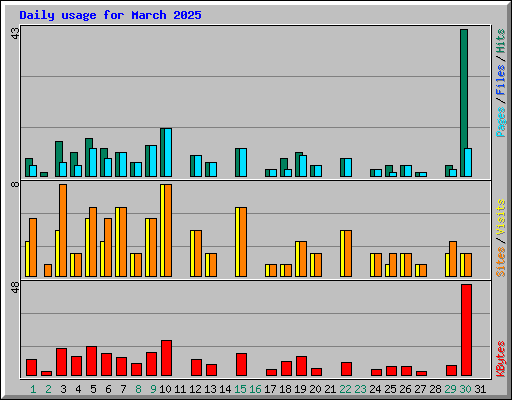 Daily usage for March 2025
43
Pages / Files / Hits
8
Sites / Visits
48
KBytes
1 2 3 4 5 6 7 8 9 10 11 12 13 14 15 16 17 18 19 20 21 22 23 24 25 26 27 28 29 30 31